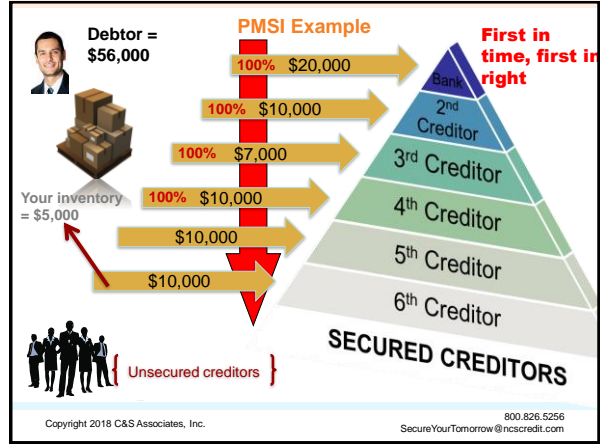 PMSI Example
Debtor =
$56,000
First in
time, first in
right
100% $20,000
Bank
100% $10,000
2nd
Creditor
100% $7,000
3rd Creditor
Your inventory
= $5,000
100% $10,000
4th Creditor
$10,000
5th Creditor
$10,000
6th Creditor
SECURED CREDITORS
{ Unsecured creditors }
Copyright 2018 C&S Associates, Inc.
800.826.5256
SecureYourTomorrow@ncscredit.com